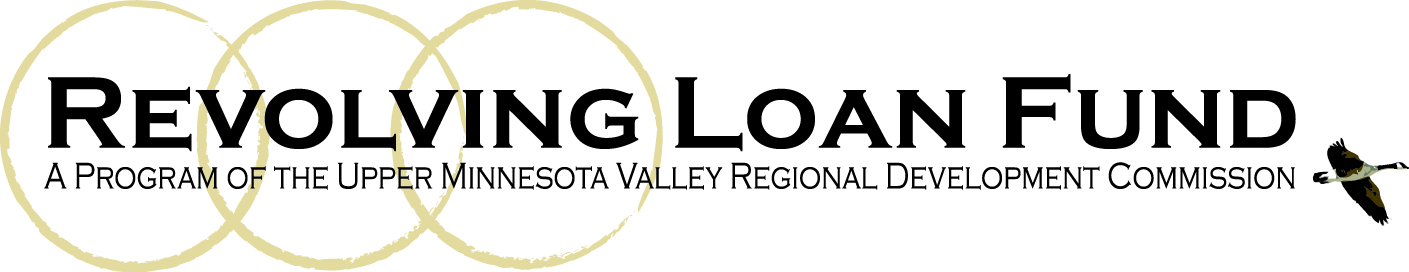 REVOLVING LOAN FUND
A PROGRAM OF THE UPPER MINNESOTA VALLEY REGIONAL DEVELOPMENT COMMISSION